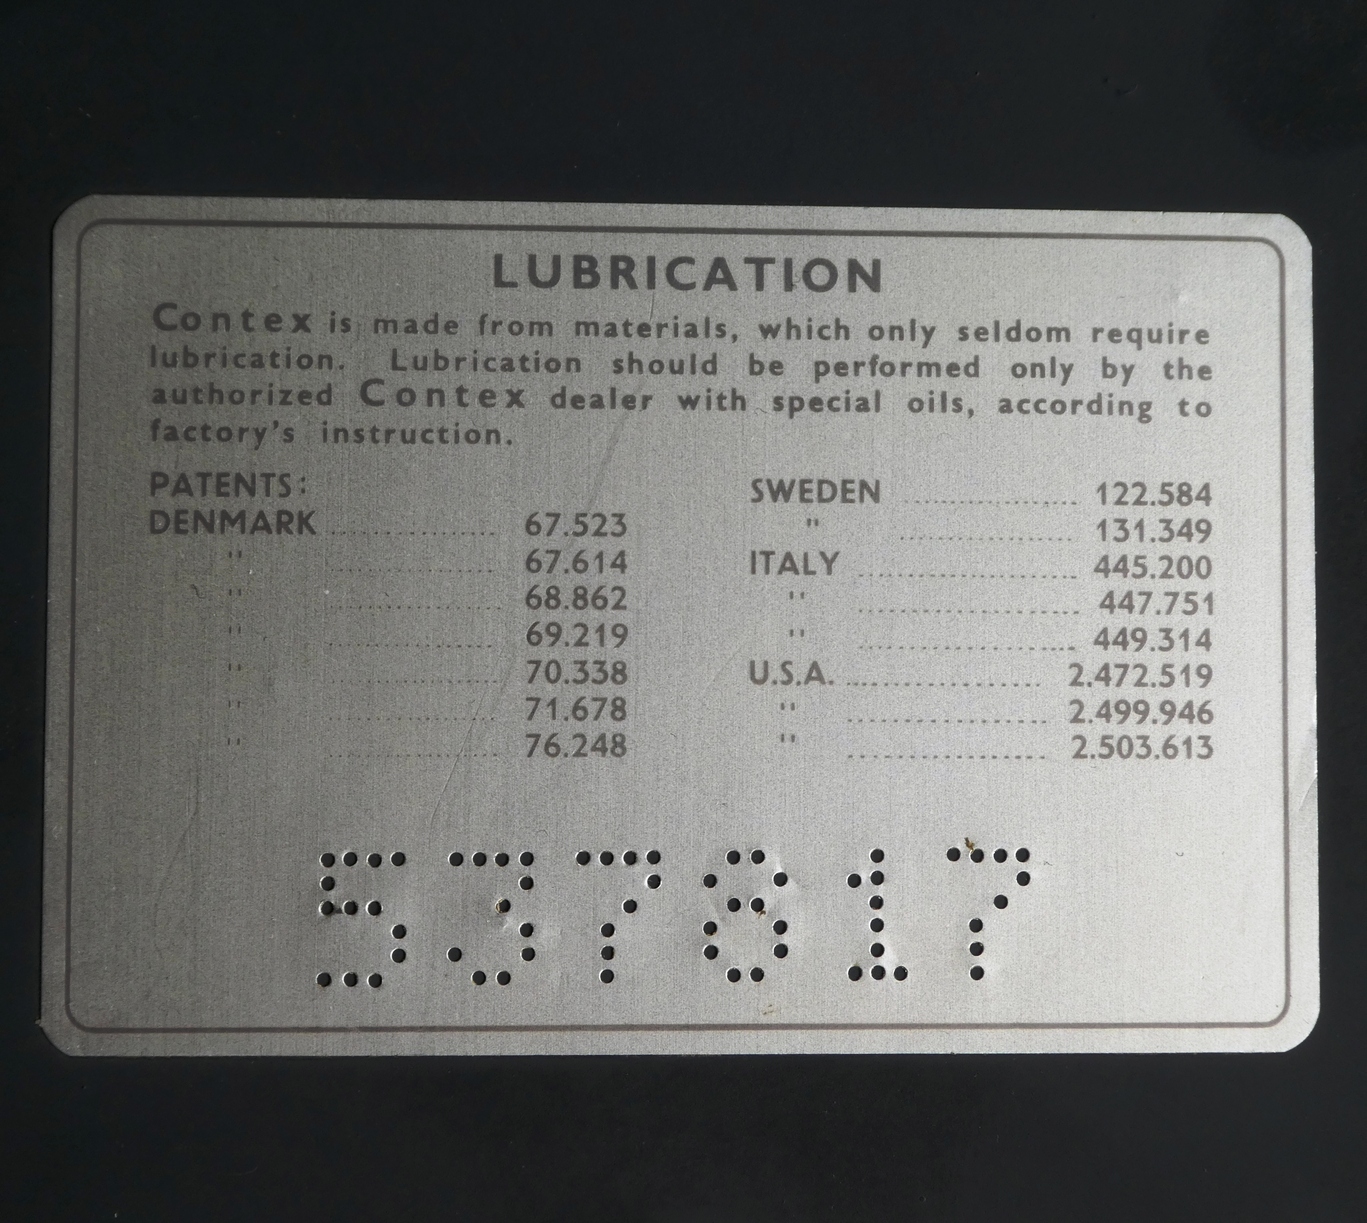 LUBRICATION
Contex is made from materials, which only seldom require
lubrication. Lubrication should be performed only by the
authorized Contex dealer with special oils, according to
factory's instruction.
PATENTS:
DENMARK .................... 67.523
" .................... 67.614
" .................... 68.862
" .................... 69.219
" .................... 70.338
" .................... 71.678
" .................... 76.248
SWEDEN .................... 122.584
" .................... 131.349
ITALY .................... 445.200
" .................... 447.751
" .................... 449.314
U.S.A. .................... 2.472.519
" .................... 2.499.946
" .................... 2.503.613
537817